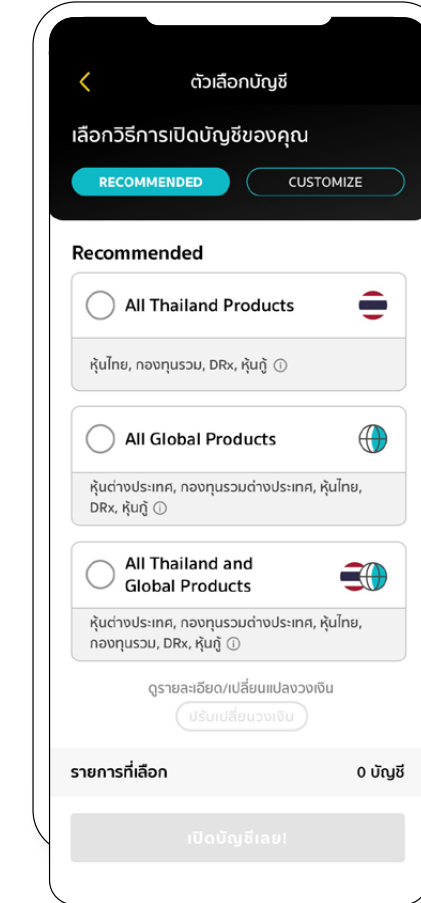 ตัวเลือกบัญชี
เลือกวิธีการเปิดบัญชีของคุณ
RECOMMENDED
CUSTOMIZE
Recommended
All Thailand Products
หุ้นไทย, กองทุนรวม, DRx, หุ้นกู้
All Global Products
หุ้นต่างประเทศ, กองทุนรวมต่างประเทศ, หุ้นไทย,
DRx, หุ้นกู้
All Thailand and
Global Products
หุ้นต่างประเทศ, กองทุนรวมต่างประเทศ, หุ้นไทย,
กองทุนรวม, DRx, หุ้นกู้
ดูรายละเอียด/เปลี่ยนแปลงวงเงิน
ปรับเปลี่ยนวงเงิน
รายการที่เลือก 0 บัญชี
เปิดบัญชีเลย!